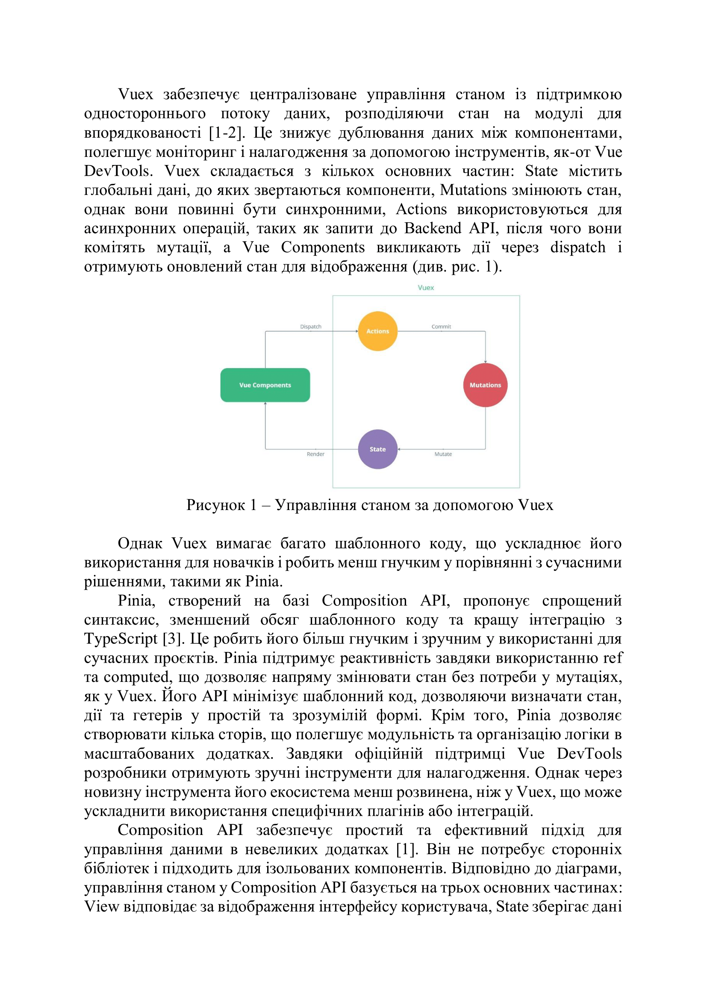 Vuex забезпечує централізоване управління станом із підтримкою
одностороннього потоку даних, розподіляючи стан на модулі для
впорядкованості [1-2]. Це знижує дублювання даних між компонентами,
полегшує моніторинг і налагодження за допомогою інструментів, як-от Vue
DevTools. Vuex складається з кількох основних частин: State містить
глобальні дані, до яких звертаються компоненти, Mutations змінюють стан,
однак вони повинні бути синхронними, Actions використовуються для
асинхронних операцій, таких як запити до Backend API, після чого вони
комітять мутації, а Vue Components викликають дії через dispatch і
отримують оновлений стан для відображення (див. рис. 1).
Vuex
Dispatch
Actions
Commit
Vue Components
Mutations
State
Render
Mutate
Рисунок 1 – Управління станом за допомогою Vuex
Однак Vuex вимагає багато шаблонного коду, що ускладнює його
використання для новачків і робить менш гнучким у порівнянні з сучасними
рішеннями, такими як Pinia.
Pinia, створений на базі Composition API, пропонує спрощений
синтаксис, зменшений обсяг шаблонного коду та кращу інтеграцію з
TypeScript [3]. Це робить його більш гнучким і зручним у використанні для
сучасних проєктів. Pinia підтримує реактивність завдяки використанню ref
та computed, що дозволяє напряму змінювати стан без потреби у мутаціях,
як у Vuex. Його API мінімізує шаблонний код, дозволяючи визначати стан,
дії та гетерів у простій та зрозумілій формі. Крім того, Pinia дозволяє
створювати кілька сторів, що полегшує модульність та організацію логіки в
масштабованих додатках. Завдяки офіційній підтримці Vue DevTools
розробники отримують зручні інструменти для налагодження. Однак через
новизну інструмента його екосистема менш розвинена, ніж у Vuex, що може
ускладнити використання специфічних плагінів або інтеграцій.
Composition API забезпечує простий та ефективний підхід для
управління даними в невеликих додатках [1]. Він не потребує сторонніх
бібліотек і підходить для ізольованих компонентів. Відповідно до діаграми,
управління станом у Composition API базується на трьох основних частинах:
View відповідає за відображення інтерфейсу користувача, State зберігає дані